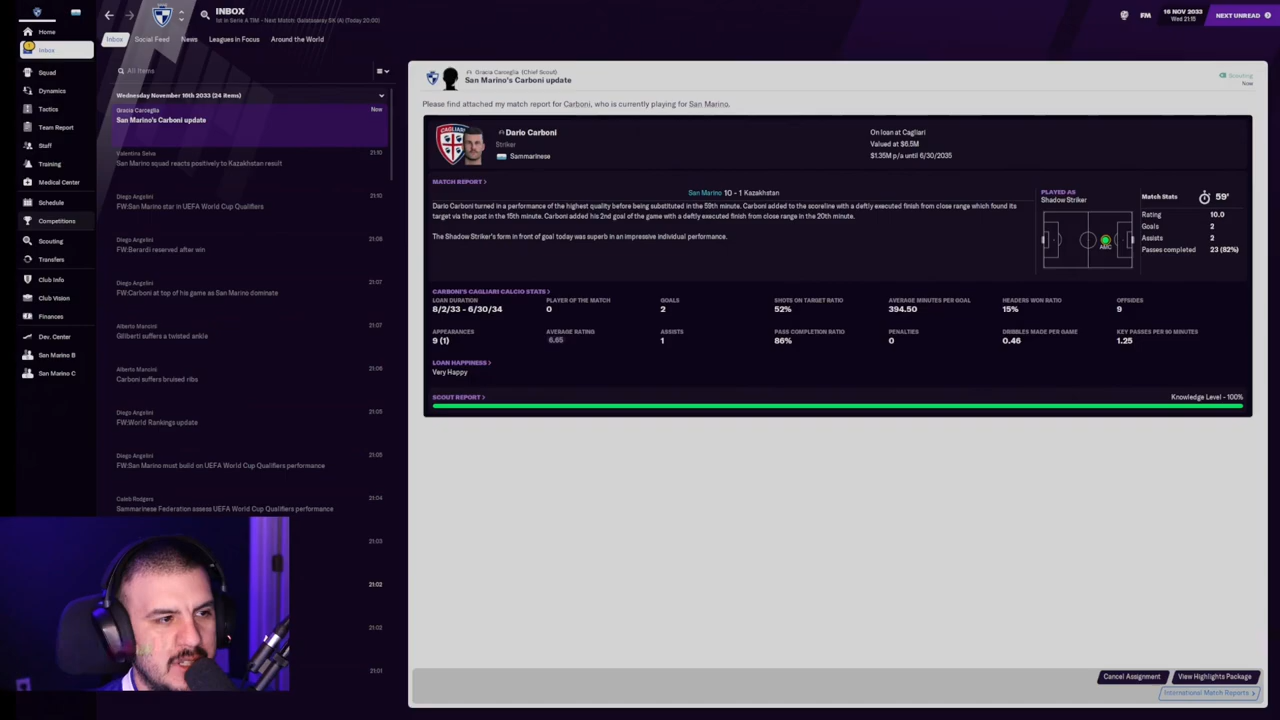 INBOX
1st in Serie A TIM - Next Match: Galatasaray SK (A) (Today 20:00)
FM
16 NOV 2033
Wed 21:15
NEXT UNREAD
Home
Inbox
Squad
Dynamics
Tactics
Team Report
Staff
Training
Medical Center
Schedule
Competitions
Scouting
Transfers
Club Info
Club Vision
Finances
Dev. Center
San Marino B
San Marino C
Inbox Social Feed News Leagues in Focus Around the World
All Items
Wednesday November 16th 2033 (24 items)
Now
San Marino's Carboni update
Valentina Selva 21:10
San Marino squad reacts positively to Kazakhstan result
Diego Angelini 21:10
FW:San Marino star in UEFA World Cup Qualifiers
Diego Angelini 21:08
FW:Berardi reserved after win
Diego Angelini 21:07
FW:Carboni at top of his game as San Marino dominate
Alberto Mancini 21:07
Giliberti suffers a twisted ankle
Alberto Mancini 21:06
Carboni suffers bruised ribs
Diego Angelini 21:05
FW:World Rankings update
Diego Angelini 21:05
FW:San Marino must build on UEFA World Cup Qualifiers performance
Caleb Rodgers 21:04
Sammarinese Federation assess UEFA World Cup Qualifiers performance
21:03
21:02
21:02
21:01
(Chief Scout)
San Marino's Carboni update
Scouting
Now
Please find attached my match report for Carboni, who is currently playing for San Marino.
Dario Carboni
Striker
Sammarinese
On loan at Cagliari
Valued at $6.5M
$1.35M p/a until 6/30/2035
MATCH REPORT >
San Marino 10 - 1 Kazakhstan
Dario Carboni turned in a performance of the highest quality before being substituted in the 59th minute. Carboni added to the scoreline with a deftly executed finish from close range which found its
target via the post in the 15th minute. Carboni added his 2nd goal of the game with a deftly executed finish from close range in the 20th minute.
The Shadow Striker's form in front of goal today was superb in an impressive individual performance.
PLAYED AS
Shadow Striker
AMC
Match Stats 59'
Rating 10.0
Goals 2
Assists 2
Passes completed 23 (82%)
CARBONI'S CAGLIARI CALCIO STATS >
LOAN DURATION PLAYER OF THE MATCH GOALS SHOTS ON TARGET RATIO AVERAGE MINUTES PER GOAL HEADERS WON RATIO OFFSIDES
8/2/33 - 6/30/34 0 2 52% 394.50 15% 9
APPEARANCES AVERAGE RATING ASSISTS PASS COMPLETION RATIO PENALTIES DRIBBLES MADE PER GAME KEY PASSES PER 90 MINUTES
9 (1) 6.65 1 86% 0 0.46 1.25
LOAN HAPPINESS >
Very Happy
SCOUT REPORT >
Knowledge Level - 100%
Cancel Assignment
View Highlights Package
International Match Reports >